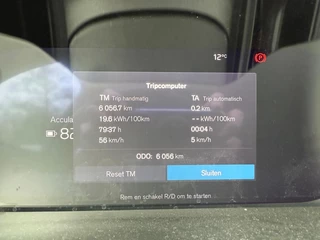 12°C
P
Tripcomputer
TM Trip handmatig TA Trip automatisch
6 056.7 km 0.2 km
19.6 kWh/100km -- kWh/100km
79:37 h 00:04 h
56 km/h 5 km/h
ODO: 6 056 km
Reset TM Sluiten
Rem en schakel R/D om te starten